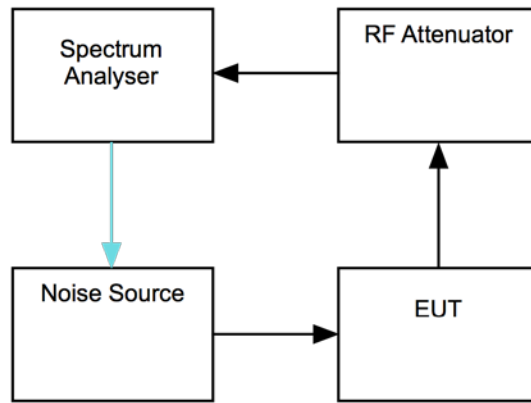 Spectrum
Analyser
RF Attenuator
Noise Source
EUT